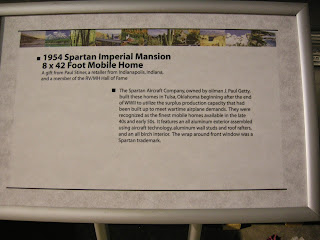 1954 Spartan Imperial Mansion
8 x 42 Foot Mobile Home
A gift from Paul Stiner, a retailer from Indianapolis, Indiana,
and a member of the RV/MH Hall of Fame
The Spartan Aircraft Company, owned by oilman J. Paul Getty,
built these homes in Tulsa, Oklahoma beginning after the end
of WWII to utilize the surplus production capacity that had
been built up to meet wartime airplane demands. They were
recognized as the finest mobile homes available in the late
40s and early 50s. It features an all aluminum exterior assembled
using aircraft technology, aluminum wall studs and roof rafters,
and an all birch interior. The wrap around front window was a
Spartan trademark.